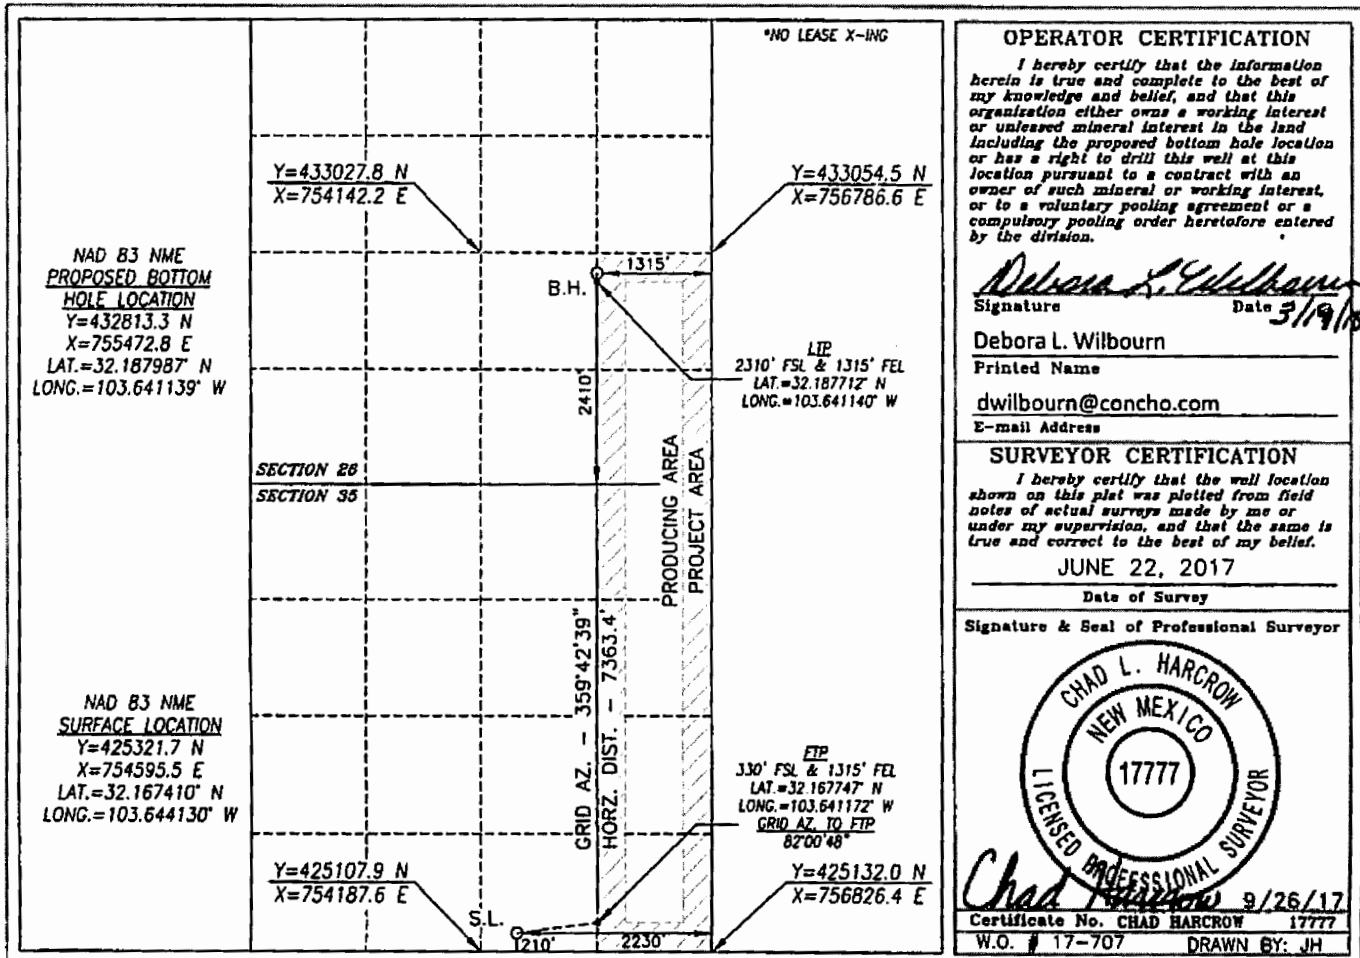 *NO LEASE X-ING
Y=433027.8 N
X=754142.2 E
Y=433054.5 N
X=756786.6 E
NAD 83 NME
PROPOSED BOTTOM
HOLE LOCATION
Y=432813.3 N
X=755472.8 E
LAT.=32.187987° N
LONG.=103.641139° W
1315'
B.H.
LTP
2310' FSL & 1315' FEL
LAT.=32.187712° N
LONG.=103.641140° W
2410'
SECTION 26
SECTION 35
PRODUCING AREA
PROJECT AREA
GRID AZ. - 359°42'39"
HORZ. DIST. - 7363.4'
NAD 83 NME
SURFACE LOCATION
Y=425321.7 N
X=754595.5 E
LAT.=32.167410° N
LONG.=103.644130° W
FTP
330' FSL & 1315' FEL
LAT.=32.167747° N
LONG.=103.641172° W
GRID AZ. TO FTP
82°00'48"
Y=425107.9 N
X=754187.6 E
Y=425132.0 N
X=756826.4 E
S.L.
210'
2230'
OPERATOR CERTIFICATION
I hereby certify that the information
herein is true and complete to the best of
my knowledge and belief, and that this
organization either owns a working interest
or unleased mineral interest in the land
including the proposed bottom hole location
or has a right to drill this well at this
location pursuant to a contract with an
owner of such mineral or working interest,
or to a voluntary pooling agreement or a
compulsory pooling order heretofore entered
by the division.
Debora L. Wilbourn 3/19/18
Signature Date
Debora L. Wilbourn
Printed Name
dwilbourn@concho.com
E-mail Address
SURVEYOR CERTIFICATION
I hereby certify that the well location
shown on this plat was plotted from field
notes of actual surveys made by me or
under my supervision, and that the same is
true and correct to the best of my belief.
JUNE 22, 2017
Date of Survey
Signature & Seal of Professional Surveyor
CHAD L. HARCROW
NEW MEXICO
17777
LICENSED PROFESSIONAL SURVEYOR
Chad Harcrow 9/26/17
Certificate No. CHAD HARCROW 17777
W.O. # 17-707 DRAWN BY: JH